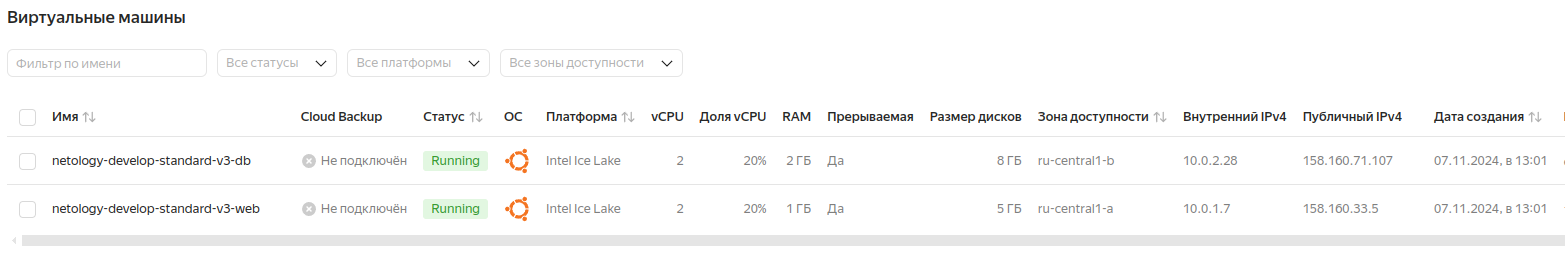 Виртуальные машины
Фильтр по имени Все статусы Все платформы Все зоны доступности
Имя Cloud Backup Статус ОС Платформа vCPU Доля vCPU RAM Прерываемая Размер дисков Зона доступности Внутренний IPv4 Публичный IPv4 Дата создания
netology-develop-standard-v3-db Не подключён Running Intel Ice Lake 2 20% 2 ГБ Да 8 ГБ ru-central1-b 10.0.2.28 158.160.71.107 07.11.2024, в 13:01
netology-develop-standard-v3-web Не подключён Running Intel Ice Lake 2 20% 1 ГБ Да 5 ГБ ru-central1-a 10.0.1.7 158.160.33.5 07.11.2024, в 13:01